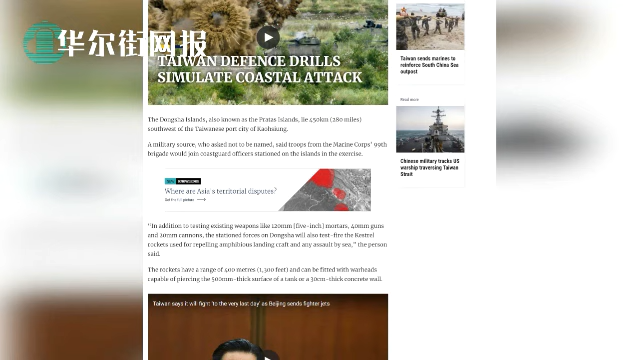 华尔街网报
TAIWAN DEFENCE DRILLS
SIMULATE COASTAL ATTACK
The Dongsha Islands, also known as the Pratas Islands, lie 450km (280 miles)
southwest of the Taiwanese port city of Kaohsiung.
A military source, who asked not to be named, said troops from the Marine Corps' 99th
brigade would join coastguard officers stationed on the islands in the exercise.
Where are Asia's territorial disputes?
Get the full picture
"In addition to testing existing weapons like 120mm [five-inch] mortars, 40mm guns
and 20mm cannons, the stationed forces on Dongsha will also test-fire the Kestrel
rockets used for repelling amphibious landing craft and any assault by sea," the person
said.
The rockets have a range of 400 metres (1,300 feet) and can be fitted with warheads
capable of piercing the 500mm-thick surface of a tank or a 30cm-thick concrete wall.
Taiwan says it will fight 'to the very last day' as Beijing sends fighter jets
Taiwan sends marines to
reinforce South China Sea
outpost
Read more
Chinese military tracks US
warship traversing Taiwan
Strait